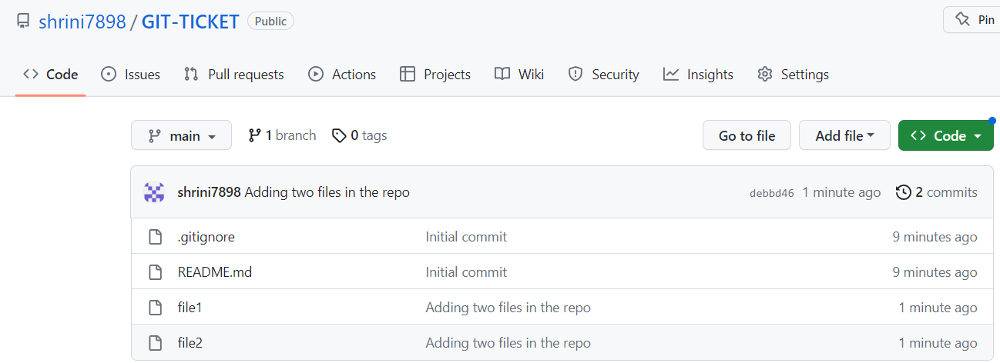 shrini7898 / GIT-TICKET Public Pin
Code Issues Pull requests Actions Projects Wiki Security Insights Settings
main 1 branch 0 tags Go to file Add file Code
shrini7898 Adding two files in the repo debbd46 1 minute ago 2 commits
.gitignore Initial commit 9 minutes ago
README.md Initial commit 9 minutes ago
file1 Adding two files in the repo 1 minute ago
file2 Adding two files in the repo 1 minute ago